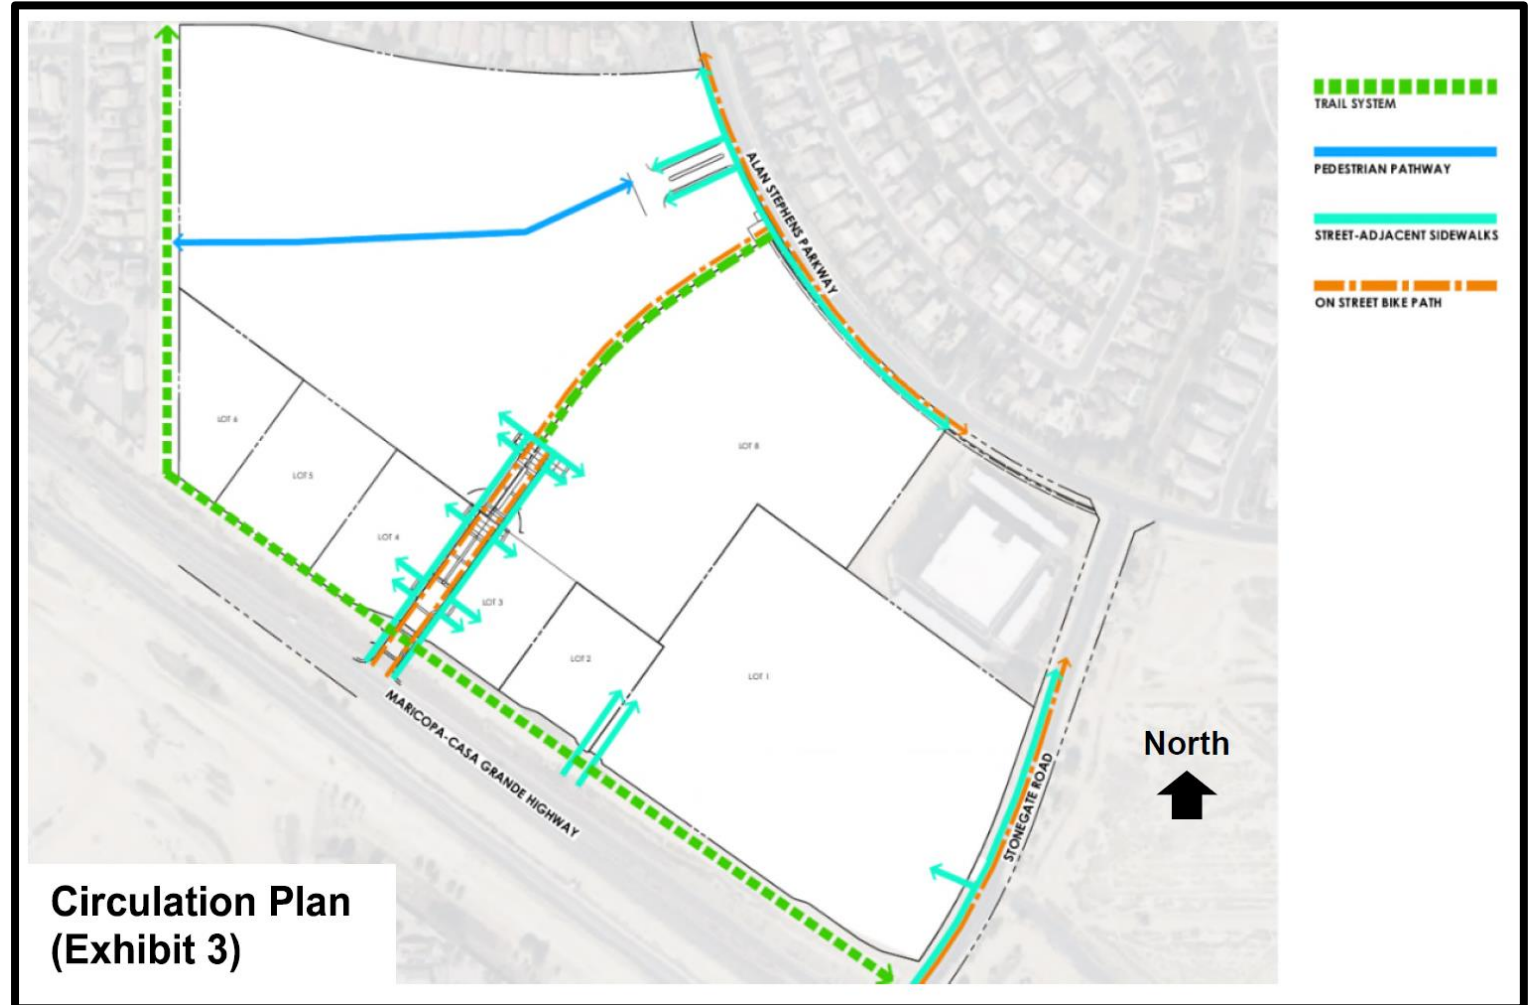 TRAIL SYSTEM
PEDESTRIAN PATHWAY
STREET-ADJACENT SIDEWALKS
ON STREET BIKE PATH
ALAN STEPHENS PARKWAY
LOT 6
LOT 5
LOT 4
LOT 3
LOT 2
LOT 8
LOT 1
MARICOPA-CASA GRANDE HIGHWAY
STONEGATE ROAD
North
Circulation Plan
(Exhibit 3)